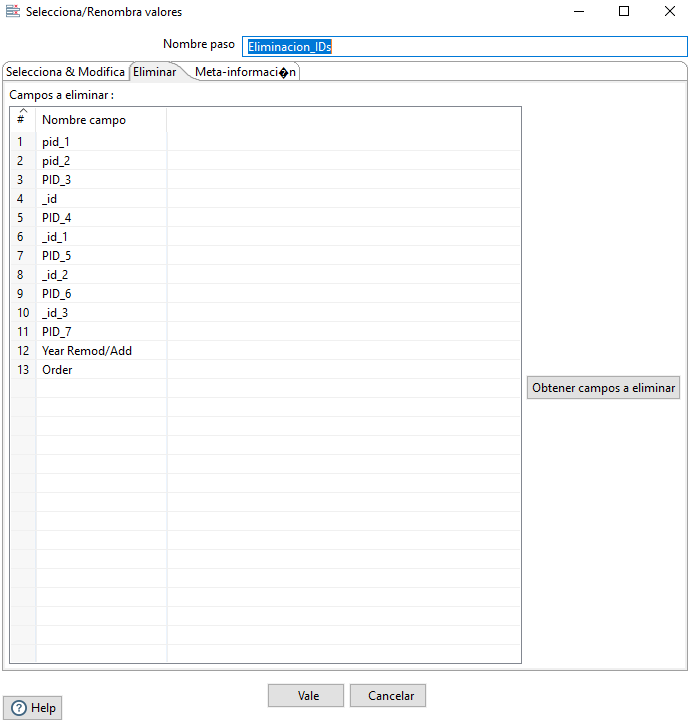 Selecciona/Renombra valores
Nombre paso Eliminacion_IDs
Selecciona & Modifica Eliminar Meta-informaci�n
Campos a eliminar :
# Nombre campo
1 pid_1
2 pid_2
3 PID_3
4 _id
5 PID_4
6 _id_1
7 PID_5
8 _id_2
9 PID_6
10 _id_3
11 PID_7
12 Year Remod/Add
13 Order
Obtener campos a eliminar
Vale Cancelar
Help